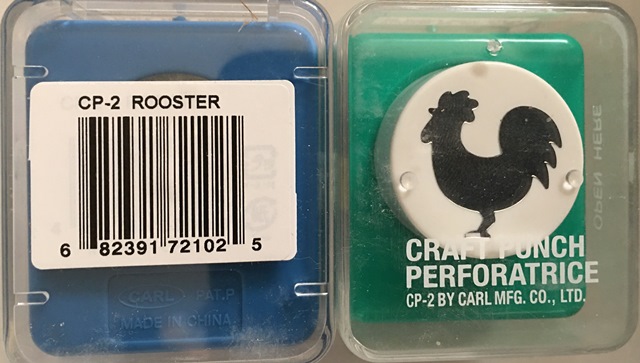 CP-2 ROOSTER
6 82391 72102 5
CARL PAT.P
MADE IN CHINA
OPEN HERE
CRAFT PUNCH
PERFORATRICE
CP-2 BY CARL MFG. CO., LTD.